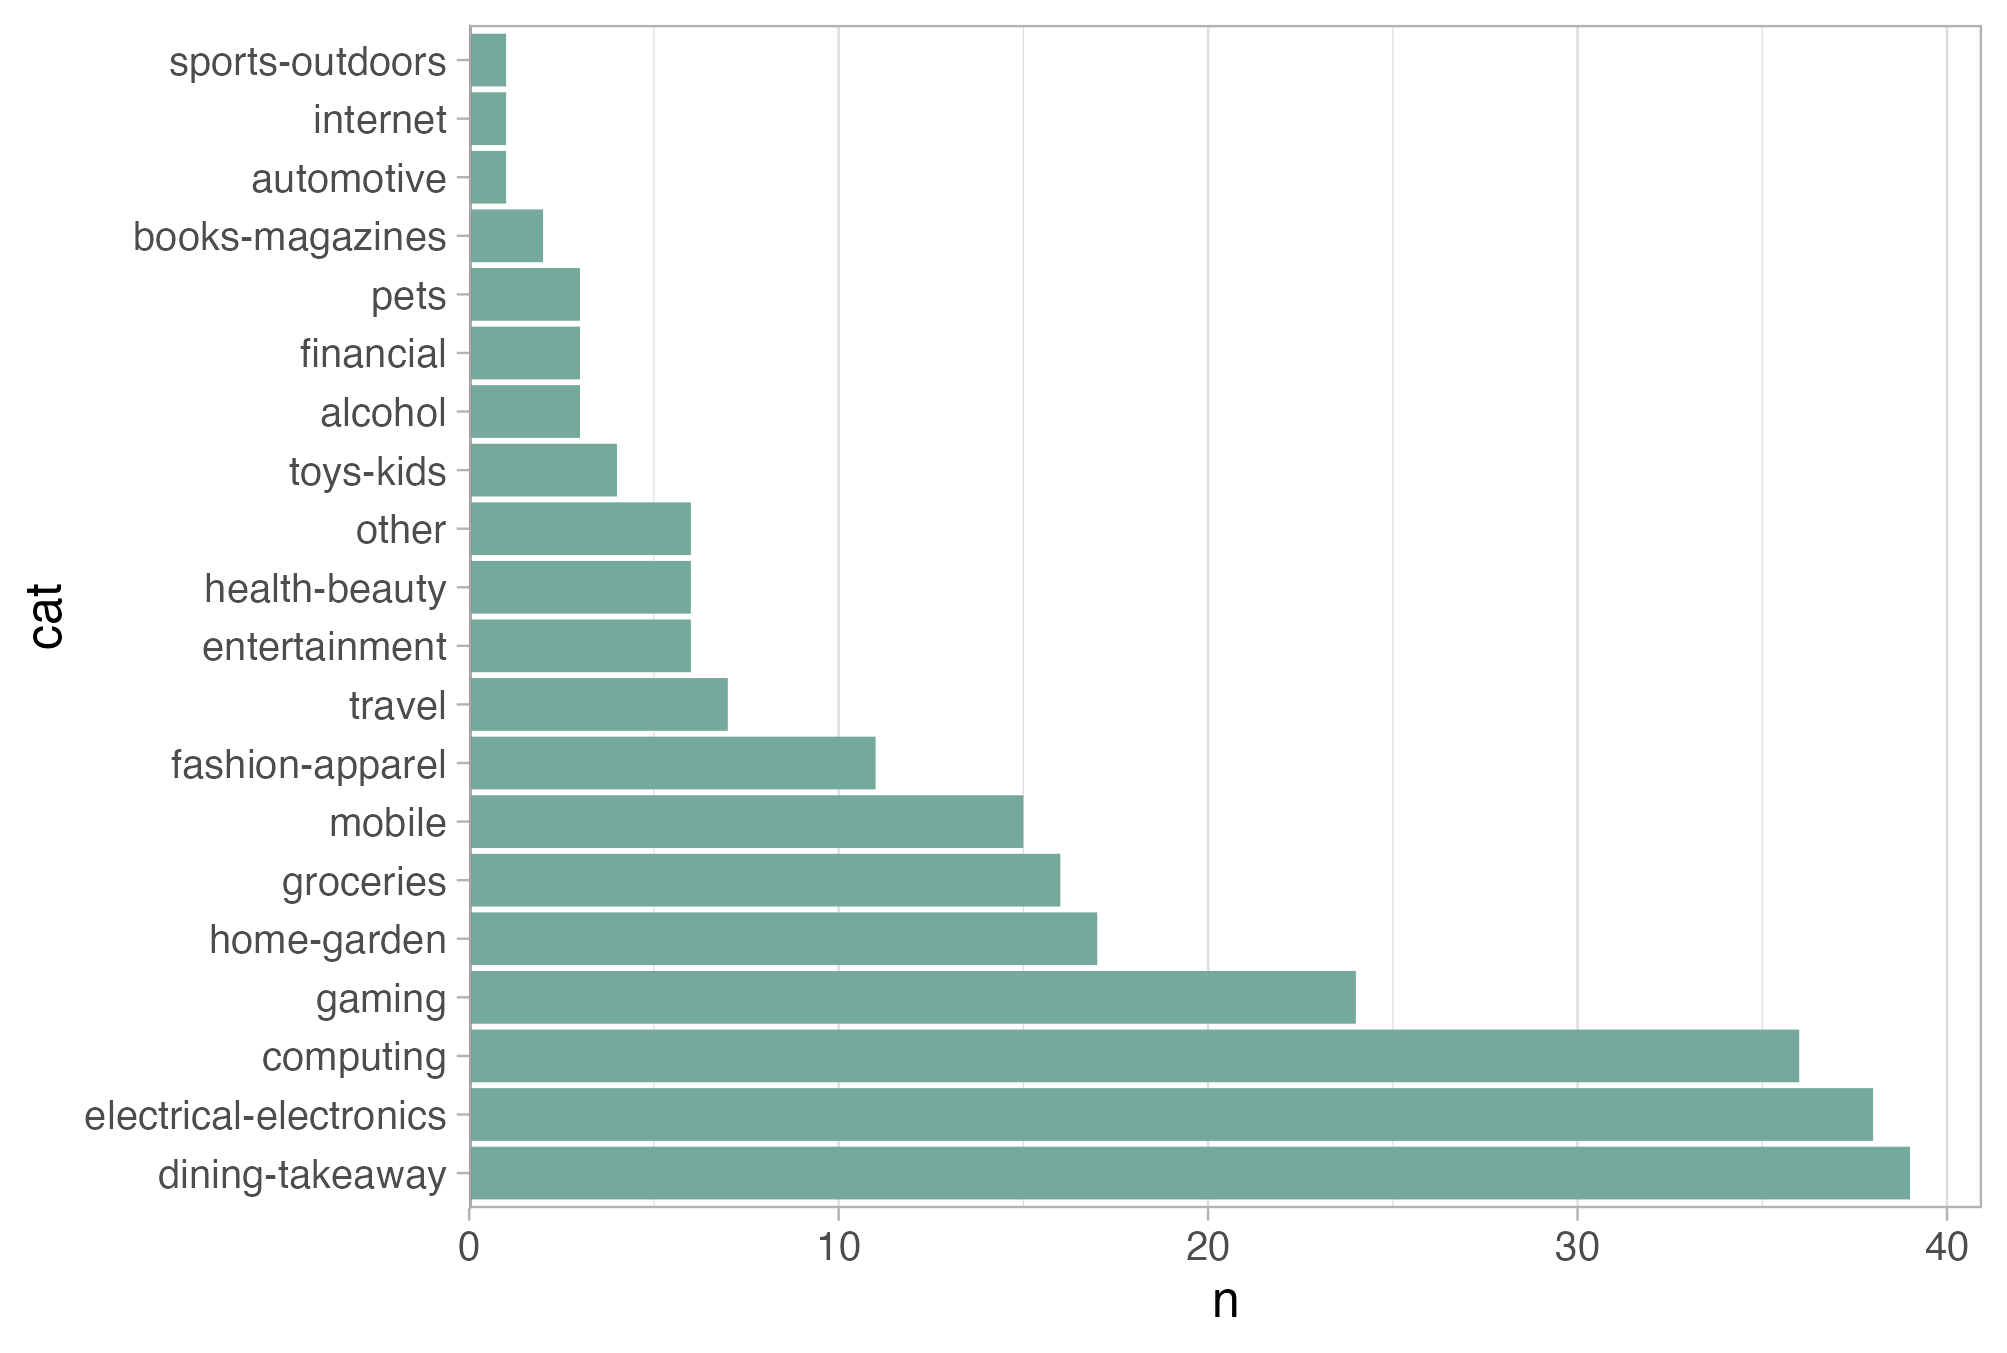 sports-outdoors
internet
automotive
books-magazines
pets
financial
alcohol
toys-kids
other
health-beauty
entertainment
travel
fashion-apparel
mobile
groceries
home-garden
gaming
computing
electrical-electronics
dining-takeaway
cat
0 10 20 30 40
n